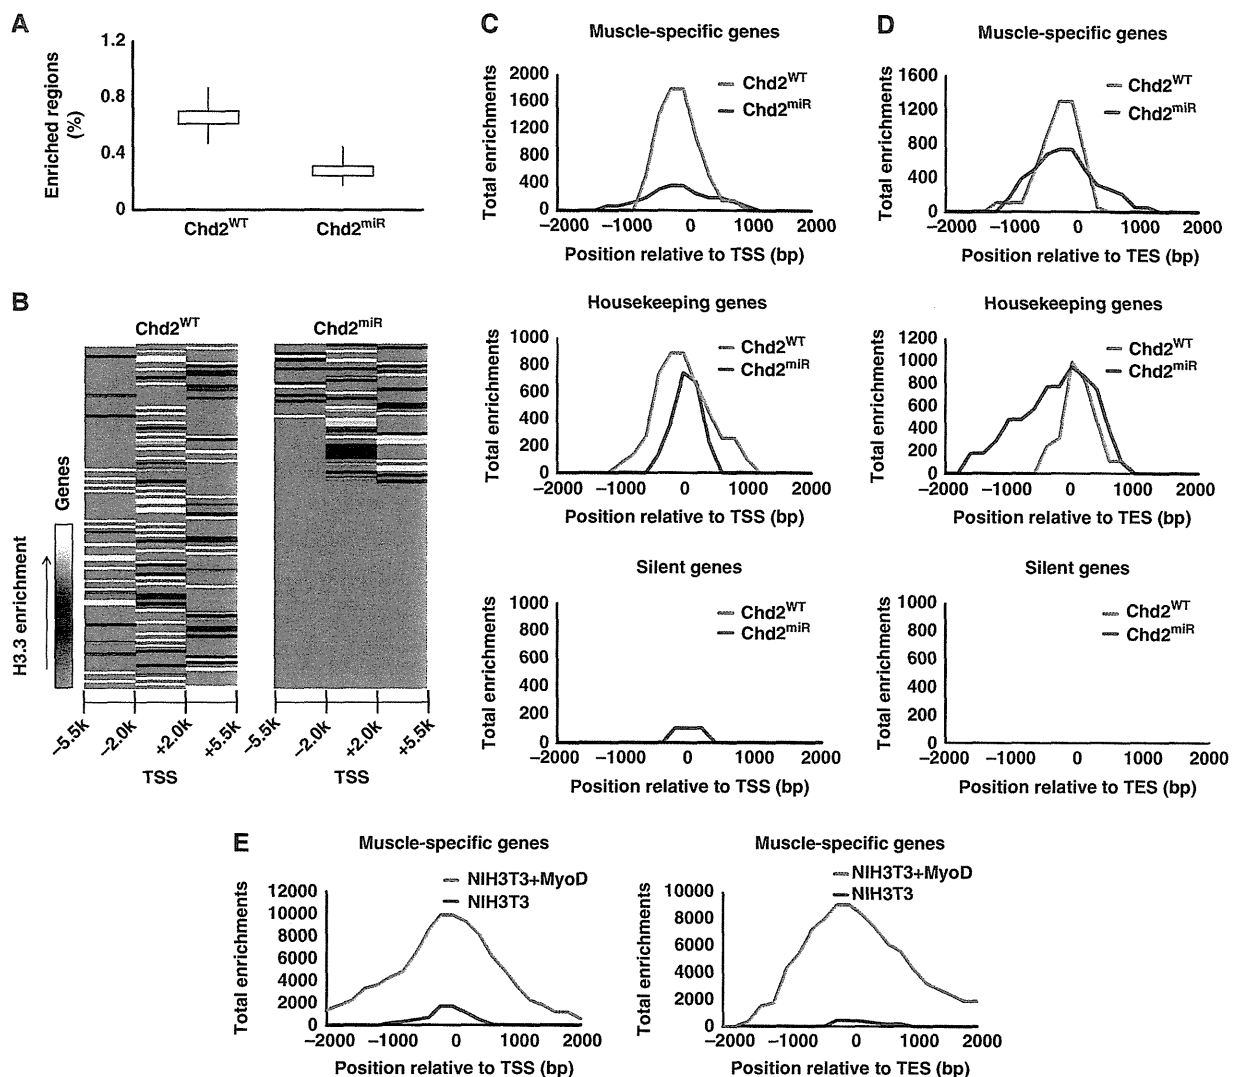 A
Enriched regions
(%)
1.2
0.8
0.4
0
Chd2WT
Chd2miR
B
Chd2WT
Chd2miR
Genes
H3.3 enrichment
−5.5k
−2.0k
+2.0k
+5.5k
TSS
−5.5k
−2.0k
+2.0k
+5.5k
TSS
C
Muscle-specific genes
Total enrichments
2000
1600
1200
800
400
0
Chd2WT
Chd2miR
−2000 −1000 0 1000 2000
Position relative to TSS (bp)
Housekeeping genes
Total enrichments
1000
800
600
400
200
0
Chd2WT
Chd2miR
−2000 −1000 0 1000 2000
Position relative to TSS (bp)
Silent genes
Total enrichments
1000
800
600
400
200
0
Chd2WT
Chd2miR
−2000 −1000 0 1000 2000
Position relative to TSS (bp)
D
Muscle-specific genes
Total enrichments
1600
1200
800
400
0
Chd2WT
Chd2miR
−2000 −1000 0 1000 2000
Position relative to TES (bp)
Housekeeping genes
Total enrichments
1200
1000
800
600
400
200
0
Chd2WT
Chd2miR
−2000 −1000 0 1000 2000
Position relative to TES (bp)
Silent genes
Total enrichments
1000
800
600
400
200
0
Chd2WT
Chd2miR
−2000 −1000 0 1000 2000
Position relative to TES (bp)
E
Muscle-specific genes
Total enrichments
12000
10000
8000
6000
4000
2000
0
NIH3T3+MyoD
NIH3T3
−2000 −1000 0 1000 2000
Position relative to TSS (bp)
Muscle-specific genes
Total enrichments
10000
8000
6000
4000
2000
0
NIH3T3+MyoD
NIH3T3
−2000 −1000 0 1000 2000
Position relative to TES (bp)